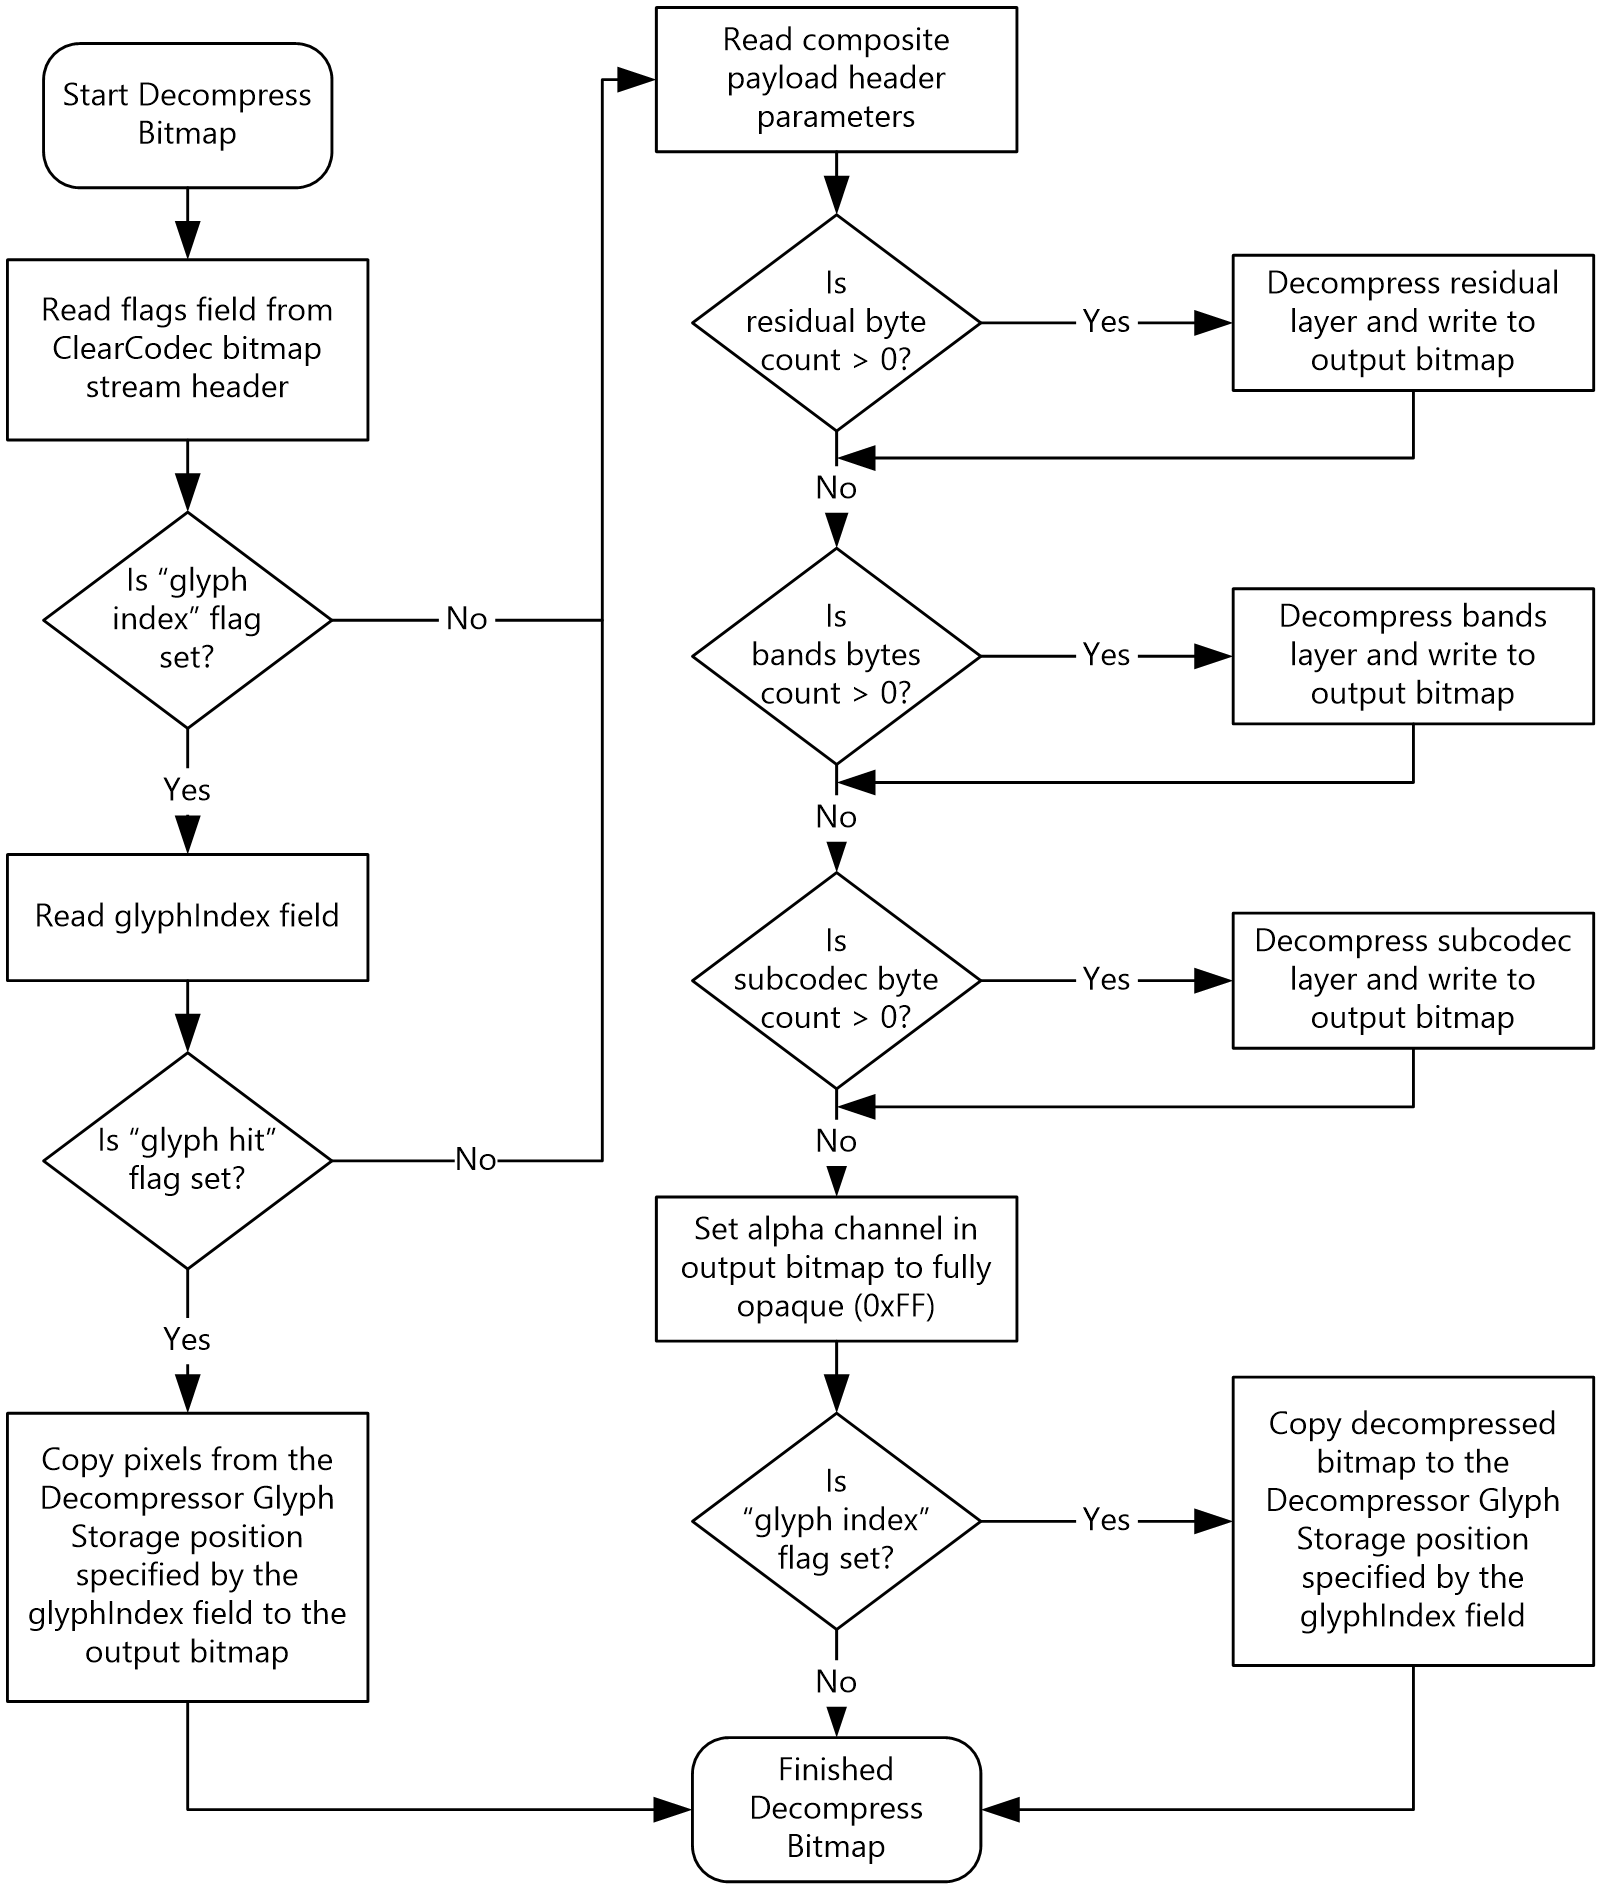 Start Decompress
Bitmap
Read flags field from
ClearCodec bitmap
stream header
Is “glyph
index” flag
set?
No
Yes
Read glyphIndex field
Is “glyph hit”
flag set?
No
Yes
Copy pixels from the
Decompressor Glyph
Storage position
specified by the
glyphIndex field to the
output bitmap
Read composite
payload header
parameters
Is
residual byte
count > 0?
Yes
Decompress residual
layer and write to
output bitmap
No
Is
bands bytes
count > 0?
Yes
Decompress bands
layer and write to
output bitmap
No
Is
subcodec byte
count > 0?
Yes
Decompress subcodec
layer and write to
output bitmap
No
Set alpha channel in
output bitmap to fully
opaque (0xFF)
Is
“glyph index”
flag set?
Yes
Copy decompressed
bitmap to the
Decompressor Glyph
Storage position
specified by the
glyphIndex field
No
Finished
Decompress
Bitmap